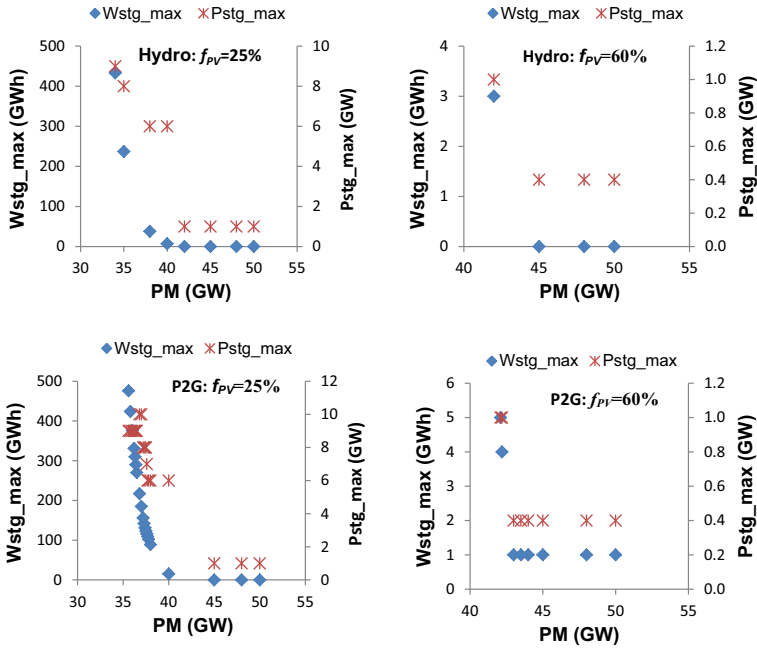 Wstg_max Pstg_max
Hydro: fPV=25%
Wstg_max (GWh)
500
400
300
200
100
0
10
8
6
4
2
0
Pstg_max (GW)
30 35 40 45 50 55
PM (GW)
Wstg_max Pstg_max
Hydro: fPV=60%
Wstg_max (GWh)
4
3
2
1
0
1.2
1.0
0.8
0.6
0.4
0.2
0.0
Pstg_max (GW)
40 45 50 55
PM (GW)
Wstg_max Pstg_max
P2G: fPV=25%
Wstg_max (GWh)
500
400
300
200
100
0
12
10
8
6
4
2
0
Pstg_max (GW)
30 35 40 45 50 55
PM (GW)
Wstg_max Pstg_max
P2G: fPV=60%
Wstg_max (GWh)
6
5
4
3
2
1
0
1.2
1.0
0.8
0.6
0.4
0.2
0.0
Pstg_max (GW)
40 45 50 55
PM (GW)